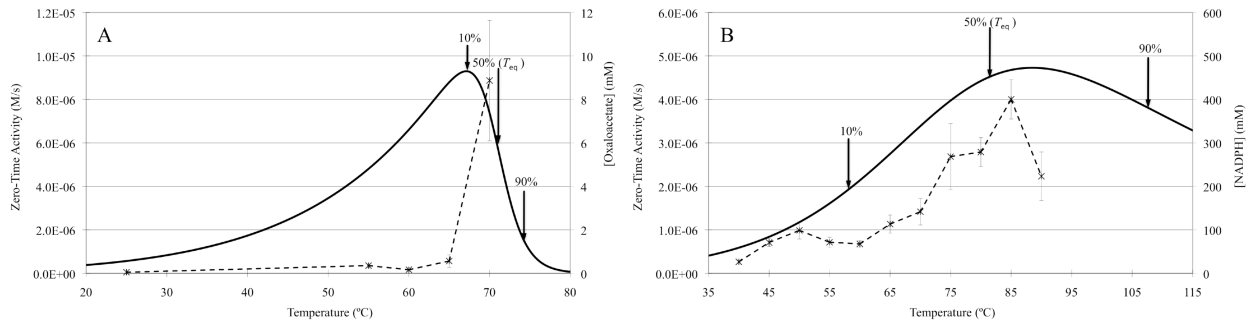 A
1.2E-05
1.0E-05
8.0E-06
6.0E-06
4.0E-06
2.0E-06
0.0E+00
Zero-Time Activity (M/s)
20 30 40 50 60 70 80
Temperature (ºC)
12
10
8
6
4
2
0
[Oxaloacetate] (mM)
10%
50% (Teq)
90%
B
6.0E-06
5.0E-06
4.0E-06
3.0E-06
2.0E-06
1.0E-06
0.0E+00
Zero-Time Activity (M/s)
35 45 55 65 75 85 95 105 115
Temperature (ºC)
600
500
400
300
200
100
0
[NADPH] (mM)
10%
50% (Teq)
90%